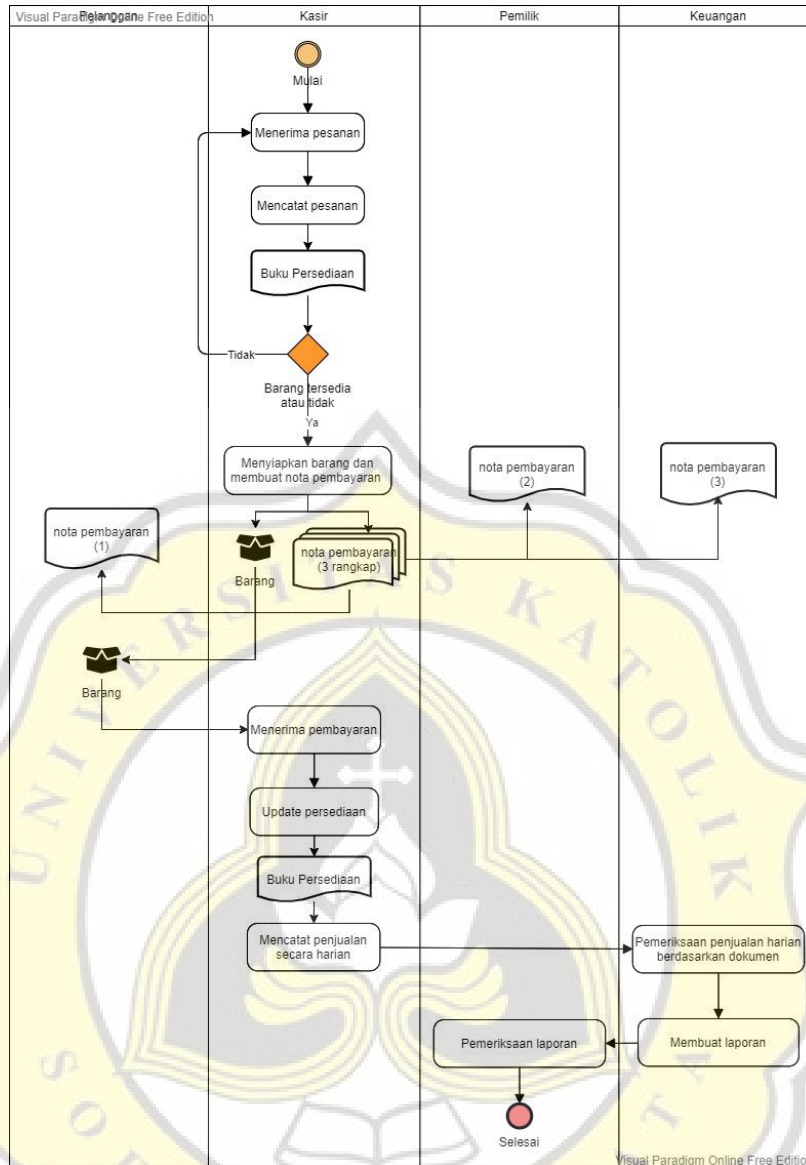 Visual Paradigm Online Free Edition
Pelanggan
Kasir
Pemilik
Keuangan
Mulai
Menerima pesanan
Mencatat pesanan
Buku Persediaan
Tidak
Barang tersedia
atau tidak
Ya
Menyiapkan barang dan
membuat nota pembayaran
nota pembayaran
(2)
nota pembayaran
(3)
nota pembayaran
(1)
Barang
nota pembayaran
(3 rangkap)
Barang
Menerima pembayaran
Update persediaan
Buku Persediaan
Mencatat penjualan
secara harian
Pemeriksaan penjualan harian
berdasarkan dokumen
Pemeriksaan laporan
Membuat laporan
Selesai
Visual Paradigm Online Free Edition
UNIVERSITAS KATOLIK